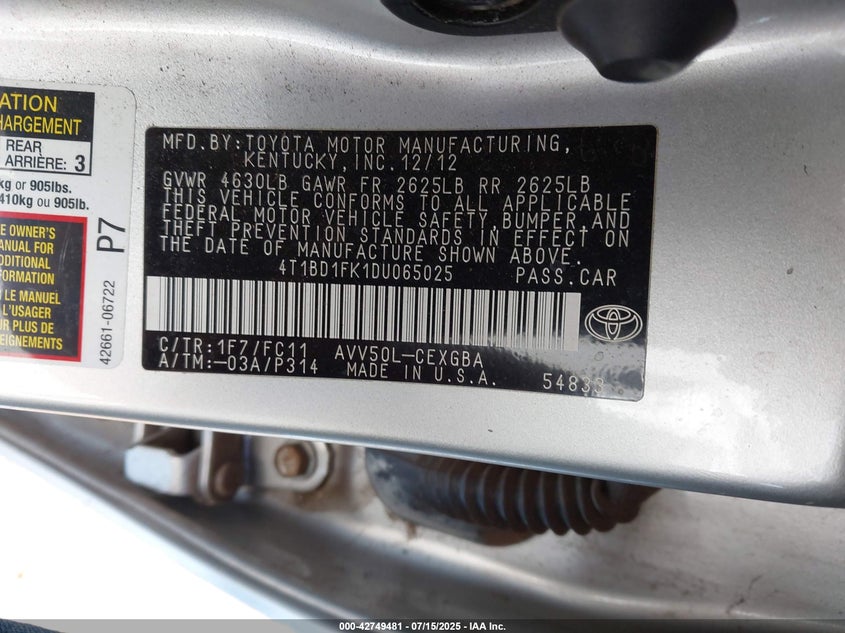 ATION
HARGEMENT
REAR
ARRIÈRE: 3
kg or 905lbs.
410kg ou 905lb.
E OWNER'S
ANUAL FOR
DDITIONAL
FORMATION
LE MANUEL
L'USAGER
UR PLUS DE
EIGNEMENTS
P7
42661-06722
MFD.BY:TOYOTA MOTOR MANUFACTURING,
KENTUCKY,INC.12/12
GVWR 4630LB GAWR FR 2625LB RR 2625LB
THIS VEHICLE CONFORMS TO ALL APPLICABLE
FEDERAL MOTOR VEHICLE SAFETY,BUMPER,AND
THEFT PREVENTION STANDARDS IN EFFECT ON
THE DATE OF MANUFACTURE SHOWN ABOVE.
4T1BD1FK1DU065025 PASS.CAR
C/TR:1F7/FC11 AVV50L-CEXGBA
A/TM:-03A/P314 MADE IN U.S.A. 54833
000-42749481 - 07/15/2025 - IAA Inc.